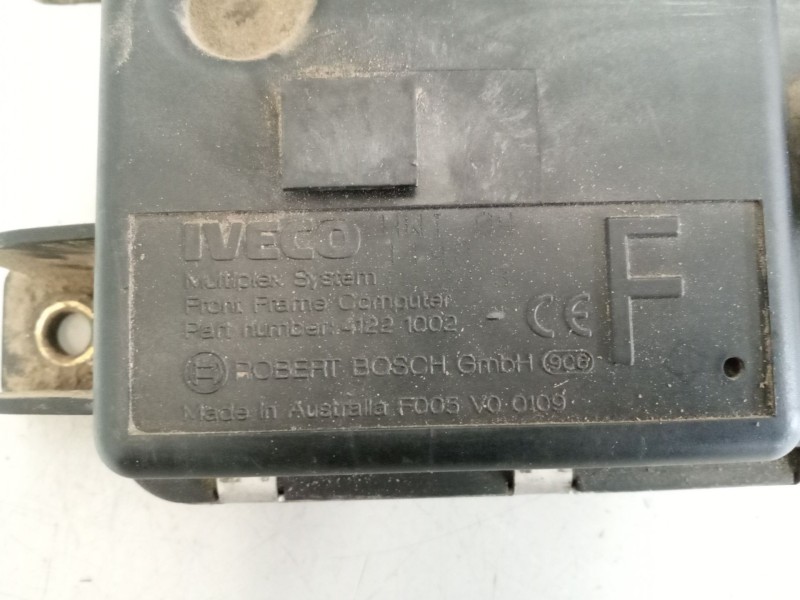 IVECO
Multiplex System
Front Frame Computer
Part number: 4122 1002
CE
F
BOSCH ROBERT BOSCH GmbH
Made in Australia F005 V0 0109